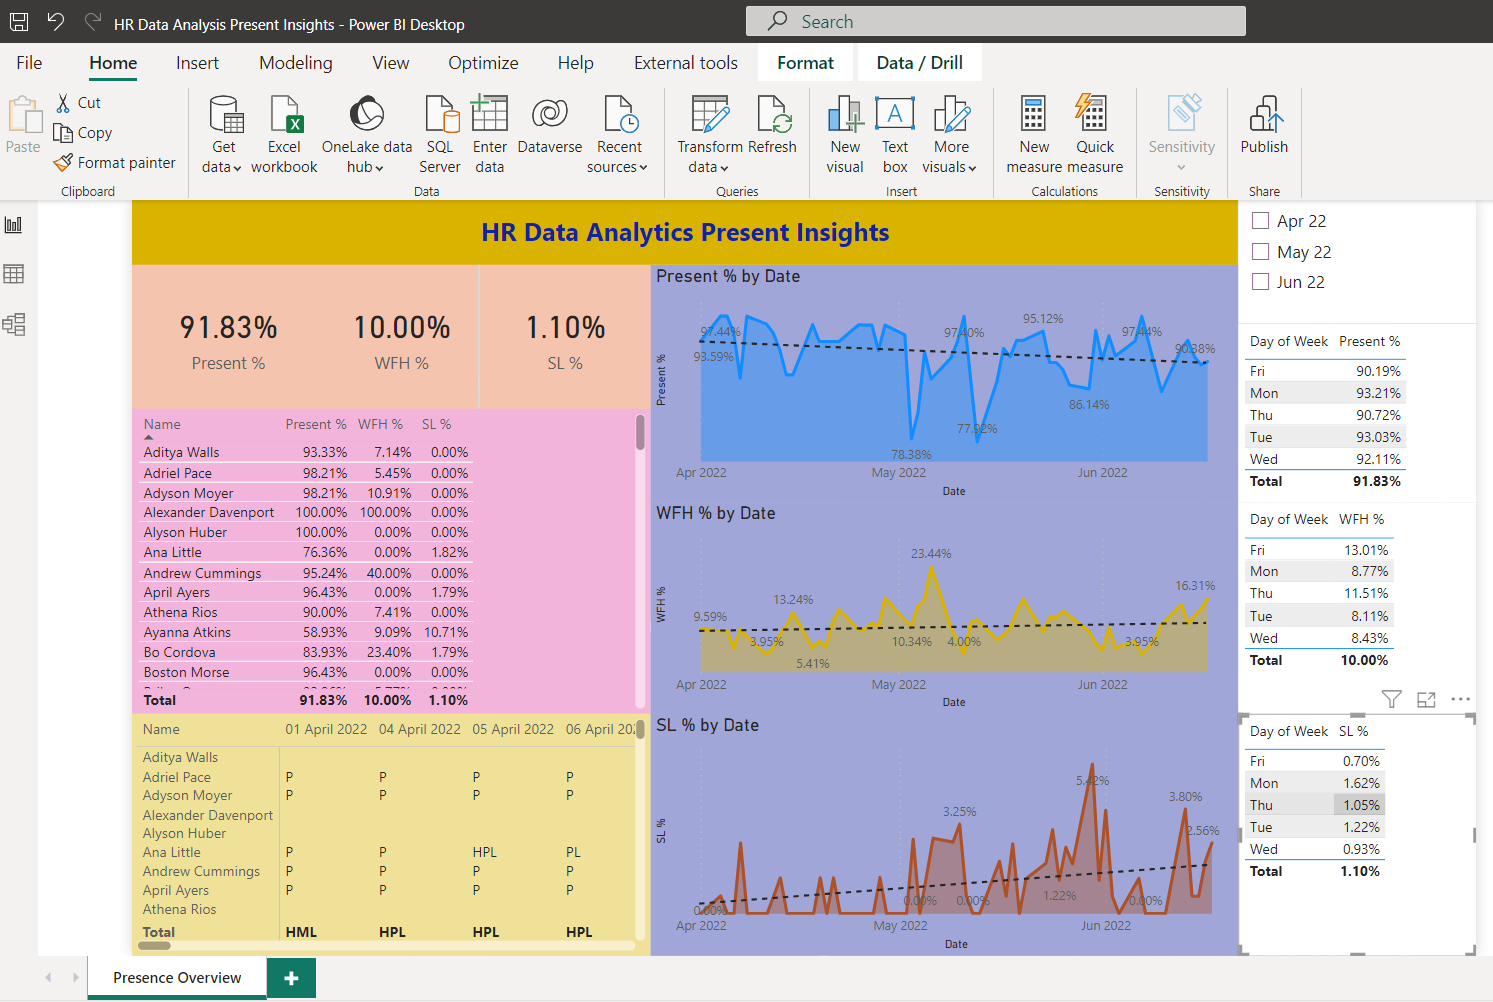 HR Data Analysis Present Insights - Power BI Desktop
Search
File Home Insert Modeling View Optimize Help External tools Format Data / Drill
Paste
Cut
Copy
Format painter
Clipboard
Get data
Excel workbook
OneLake data hub
SQL Server
Enter data
Dataverse
Recent sources
Data
Transform data
Refresh
Queries
New visual
Text box
More visuals
Insert
New measure
Quick measure
Calculations
Sensitivity
Sensitivity
Publish
Share
HR Data Analytics Present Insights
91.83%
Present %
10.00%
WFH %
1.10%
SL %
Name Present % WFH % SL %
Aditya Walls 93.33% 7.14% 0.00%
Adriel Pace 98.21% 5.45% 0.00%
Adyson Moyer 98.21% 10.91% 0.00%
Alexander Davenport 100.00% 100.00% 0.00%
Alyson Huber 100.00% 0.00% 0.00%
Ana Little 76.36% 0.00% 1.82%
Andrew Cummings 95.24% 40.00% 0.00%
April Ayers 96.43% 0.00% 1.79%
Athena Rios 90.00% 7.41% 0.00%
Ayanna Atkins 58.93% 9.09% 10.71%
Bo Cordova 83.93% 23.40% 1.79%
Boston Morse 96.43% 0.00% 0.00%
Total 91.83% 10.00% 1.10%
Name 01 April 2022 04 April 2022 05 April 2022 06 April
Aditya Walls
Adriel Pace P P P P
Adyson Moyer P P P P
Alexander Davenport
Alyson Huber
Ana Little P P HPL PL
Andrew Cummings P P P P
April Ayers P P P P
Athena Rios
Total HML HPL HPL HPL
Present % by Date
Present %
97.44%
93.59%
78.38%
97.40%
77.92%
95.12%
86.14%
97.44%
90.38%
Apr 2022 May 2022 Jun 2022
Date
WFH % by Date
WFH %
9.59%
3.95%
13.24%
5.41%
23.44%
10.34%
4.00%
3.95%
16.31%
Apr 2022 May 2022 Jun 2022
Date
SL % by Date
SL %
0.00%
0.00%
3.25%
0.00%
1.22%
5.42%
0.00%
3.80%
2.56%
Apr 2022 May 2022 Jun 2022
Date
Apr 22
May 22
Jun 22
Day of Week Present %
Fri 90.19%
Mon 93.21%
Thu 90.72%
Tue 93.03%
Wed 92.11%
Total 91.83%
Day of Week WFH %
Fri 13.01%
Mon 8.77%
Thu 11.51%
Tue 8.11%
Wed 8.43%
Total 10.00%
Day of Week SL %
Fri 0.70%
Mon 1.62%
Thu 1.05%
Tue 1.22%
Wed 0.93%
Total 1.10%
Presence Overview